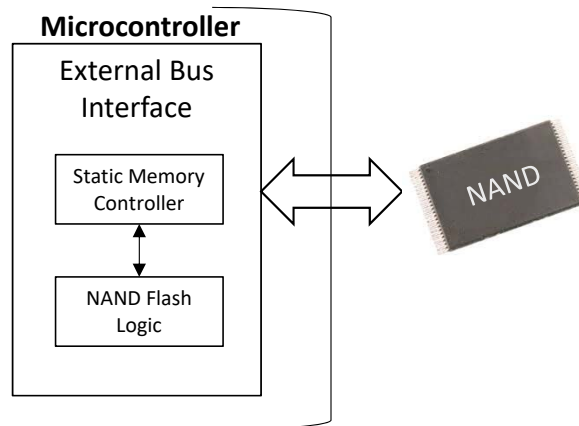 Microcontroller
External Bus
Interface
Static Memory
Controller
NAND Flash
Logic
NAND